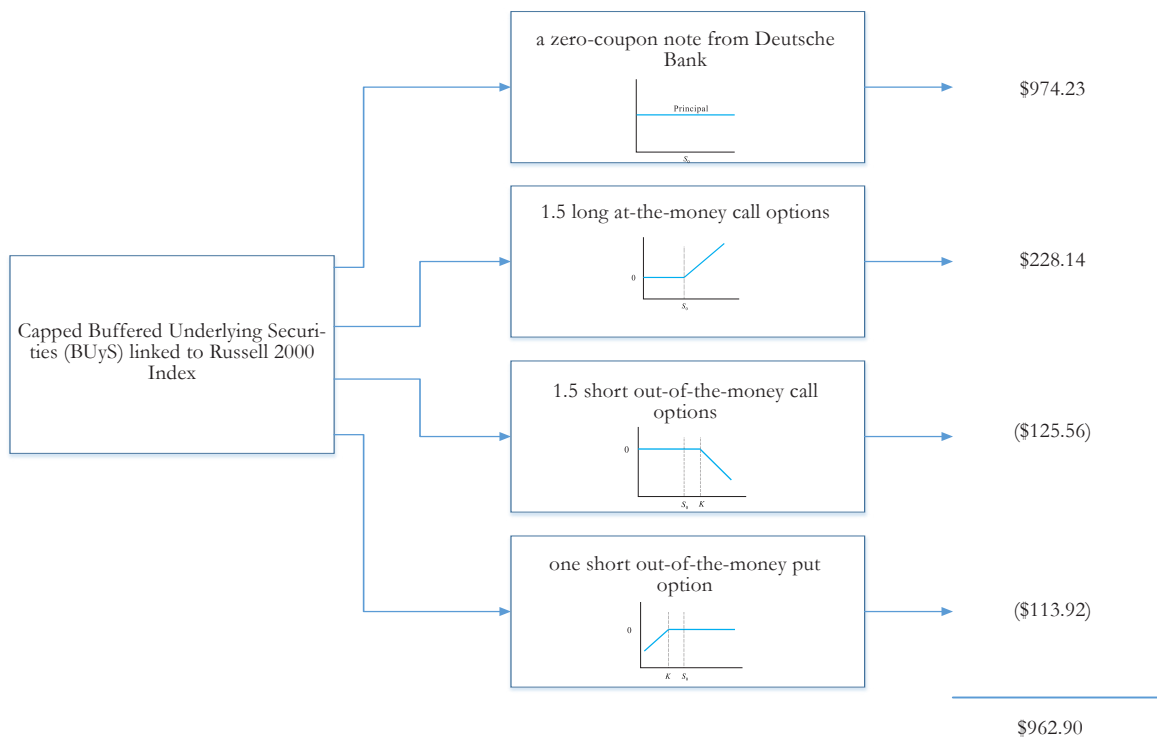 a zero-coupon note from Deutsche
Bank
Principal
S₀
$974.23
1.5 long at-the-money call options
0
S₀
$228.14
Capped Buffered Underlying Securi-
ties (BUyS) linked to Russell 2000
Index
1.5 short out-of-the-money call
options
0
S₀ K
($125.56)
one short out-of-the-money put
option
0
K S₀
($113.92)
$962.90